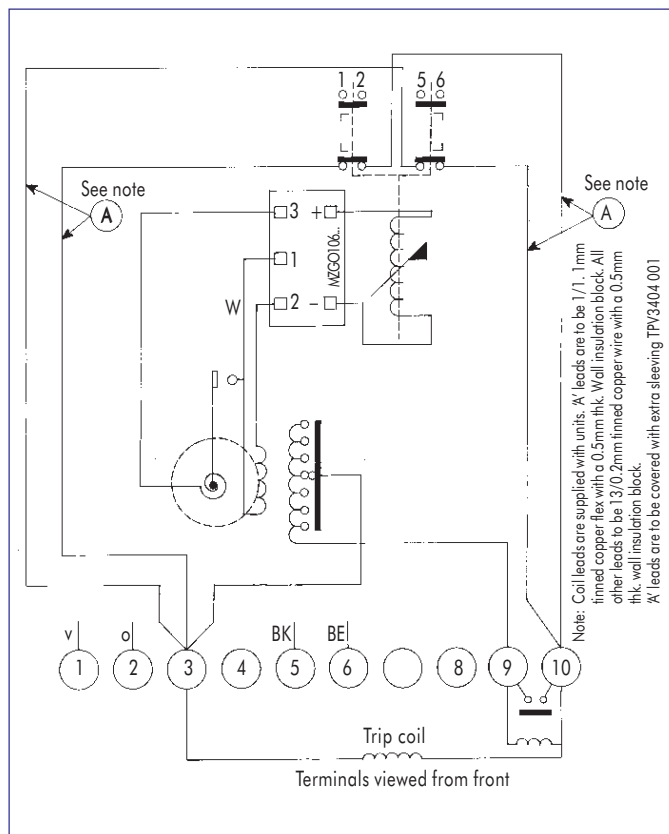 1 2 5 6
See note
A
See note
A
3 +
1
2 –
MZGO106..
W
v o BK BE
1 2 3 4 5 6 8 9 10
Trip coil
Terminals viewed from front
Note: Coil leads are supplied with units. 'A' leads are to be 1/1. 1mm
tinned copper flex with a 0.5mm thk. Wall insulation block. All
other leads to be 13/0.2mm tinned copper wire with a 0.5mm
thk. wall insulation block.
A' leads are to be covered with extra sleeving TPV3404 001